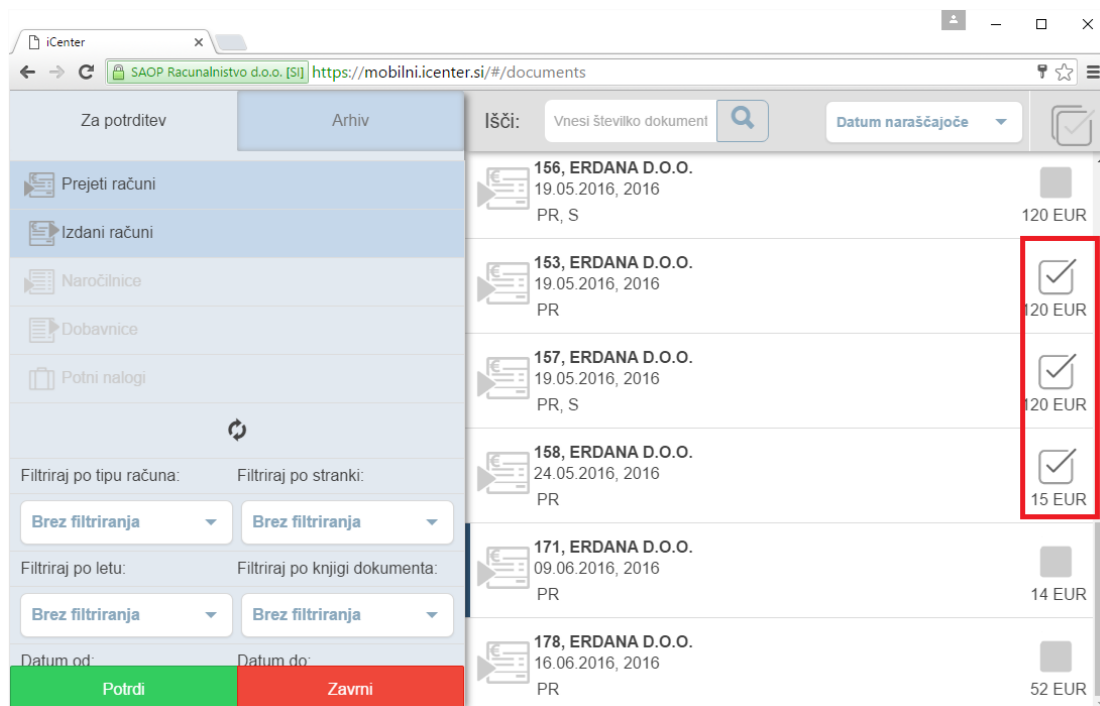 iCenter
SAOP Racunalnistvo d.o.o. [SI] https://mobilni.icenter.si/#/documents
Za potrditev
Arhiv
Prejeti računi
Izdani računi
Naročilnice
Dobavnice
Potni nalogi
Filtriraj po tipu računa:
Filtriraj po stranki:
Brez filtriranja
Brez filtriranja
Filtriraj po letu:
Filtriraj po knjigi dokumenta:
Brez filtriranja
Brez filtriranja
Datum od:
Datum do:
Potrdi
Zavrni
Išči:
Vnesi številko dokument
Datum naraščajoče
156, ERDANA D.O.O.
19.05.2016, 2016
PR, S
120 EUR
153, ERDANA D.O.O.
19.05.2016, 2016
PR
120 EUR
157, ERDANA D.O.O.
19.05.2016, 2016
PR, S
120 EUR
158, ERDANA D.O.O.
24.05.2016, 2016
PR
15 EUR
171, ERDANA D.O.O.
09.06.2016, 2016
PR
14 EUR
178, ERDANA D.O.O.
16.06.2016, 2016
PR
52 EUR